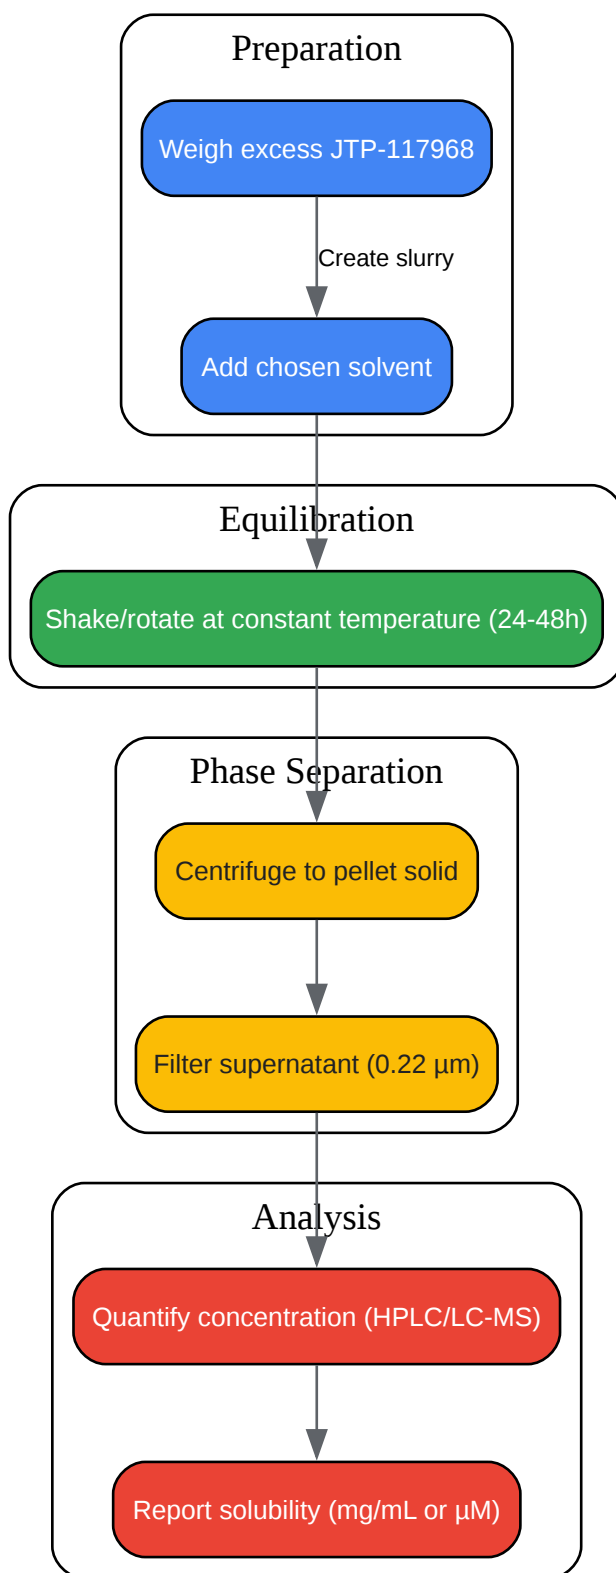 Preparation
Weigh excess JTP-117968
Create slurry
Add chosen solvent
Equilibration
Shake/rotate at constant temperature (24-48h)
Phase Separation
Centrifuge to pellet solid
Filter supernatant (0.22 µm)
Analysis
Quantify concentration (HPLC/LC-MS)
Report solubility (mg/mL or µM)